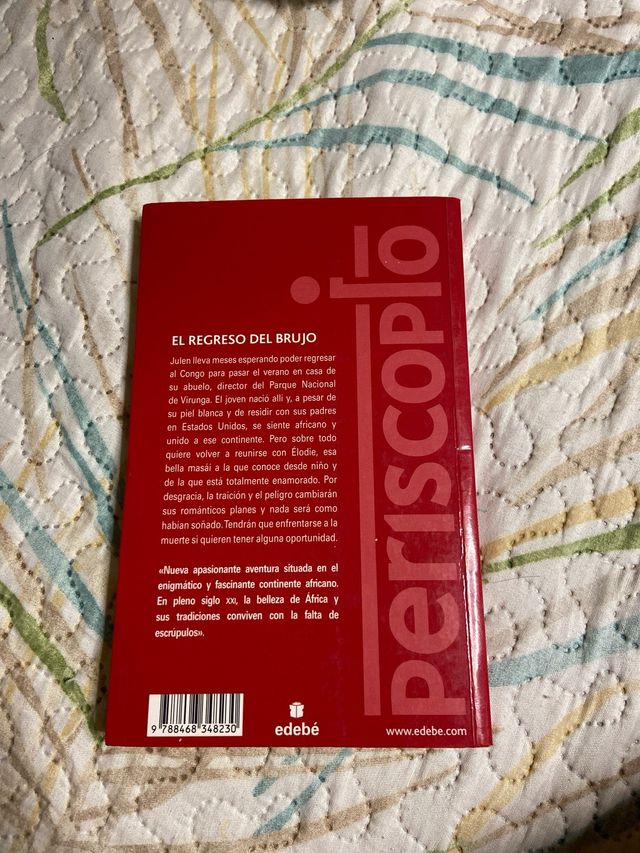 EL REGRESO DEL BRUJO
Julen lleva meses esperando poder regresar
al Congo para pasar el verano en casa de
su abuelo, director del Parque Nacional
de Virunga. El joven nació allí y, a pesar de
su piel blanca y de residir con sus padres
en Estados Unidos, se siente africano y
unido a ese continente. Pero sobre todo
quiere volver a reunirse con Élodie, esa
bella masái a la que conoce desde niño y
de la que está totalmente enamorado. Por
desgracia, la traición y el peligro cambiarán
sus románticos planes y nada será como
habían soñado. Tendrán que enfrentarse a la
muerte si quieren tener alguna oportunidad.
«Nueva apasionante aventura situada en el
enigmático y fascinante continente africano.
En pleno siglo XXI, la belleza de África y
sus tradiciones conviven con la falta de
escrúpulos».
periscopio
9 788468 348230
edebé
www.edebe.com